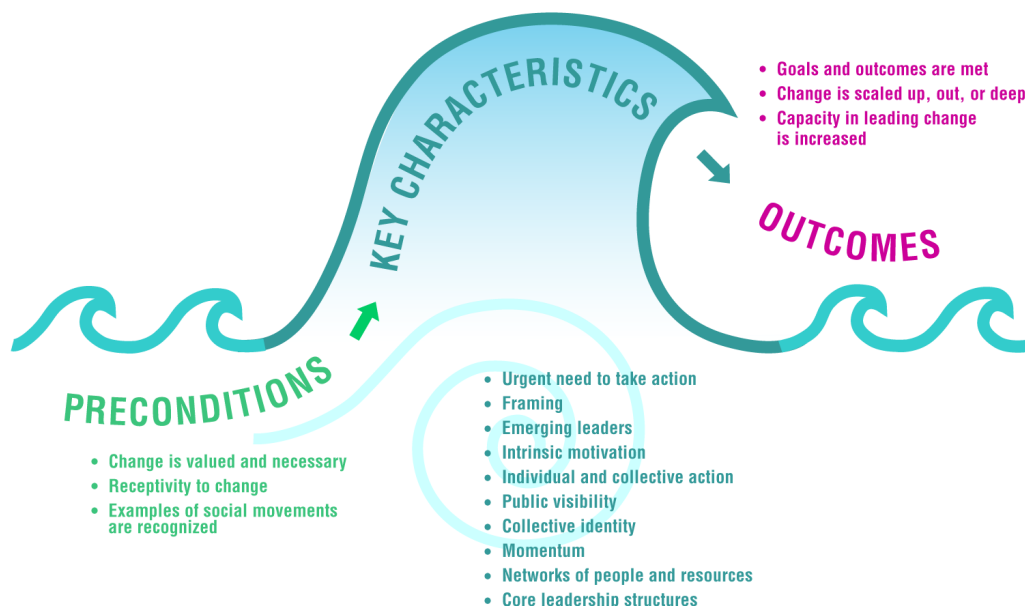 KEY CHARACTERISTICS
• Goals and outcomes are met
• Change is scaled up, out, or deep
• Capacity in leading change
is increased
OUTCOMES
PRECONDITIONS
• Change is valued and necessary
• Receptivity to change
• Examples of social movements
are recognized
• Urgent need to take action
• Framing
• Emerging leaders
• Intrinsic motivation
• Individual and collective action
• Public visibility
• Collective identity
• Momentum
• Networks of people and resources
• Core leadership structures